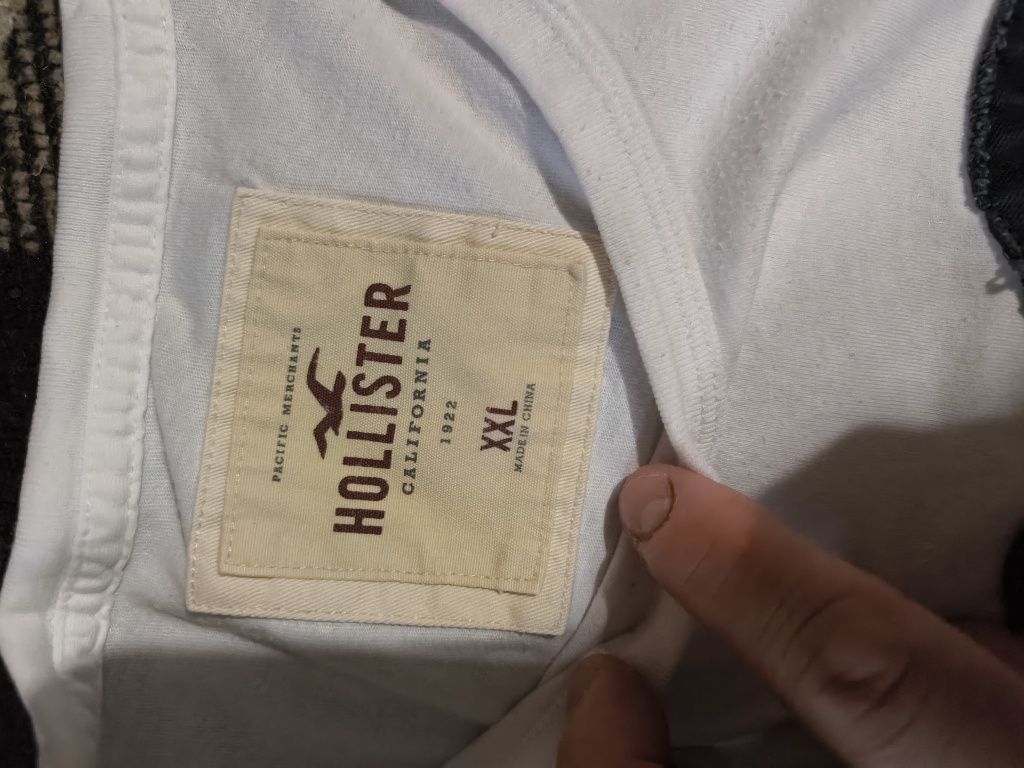 PACIFIC MERCHANTS
HOLLISTER
CALIFORNIA
1922
XXL
MADE IN CHINA